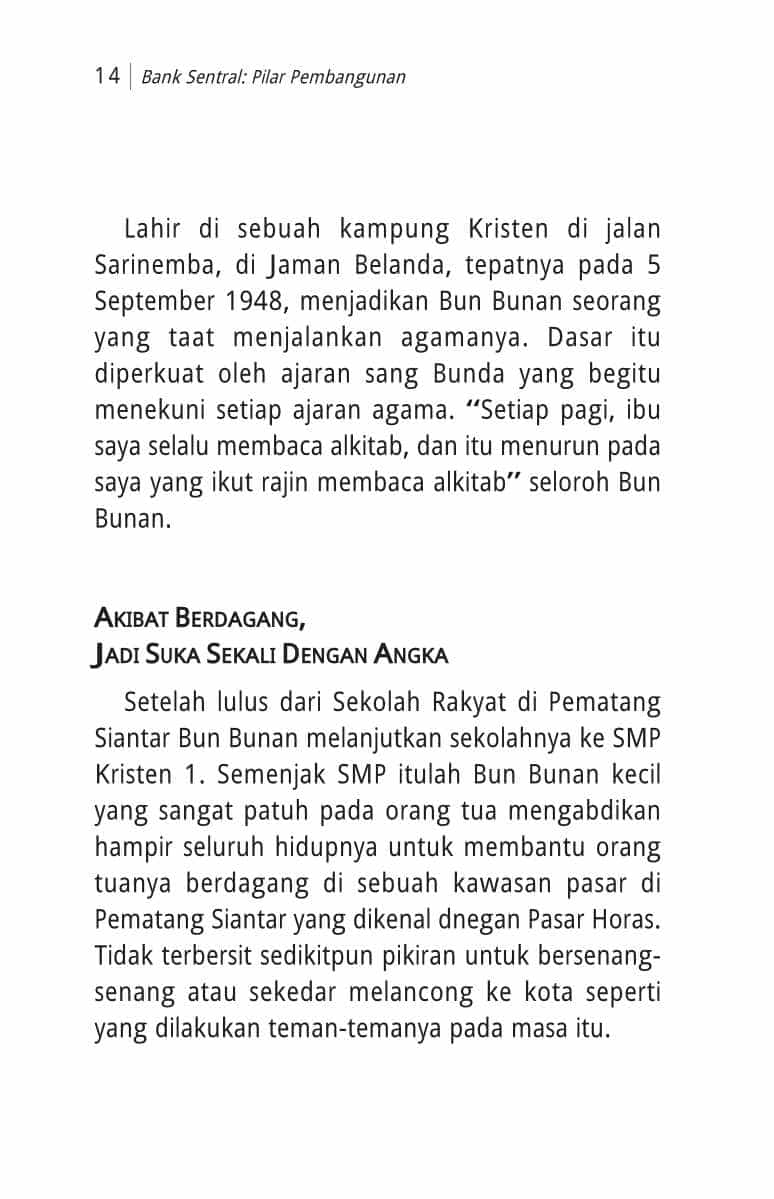 14 | Bank Sentral: Pilar Pembangunan
Lahir di sebuah kampung Kristen di jalan
Sarinemba, di Jaman Belanda, tepatnya pada 5
September 1948, menjadikan Bun Bunan seorang
yang taat menjalankan agamanya. Dasar itu
diperkuat oleh ajaran sang Bunda yang begitu
menekuni setiap ajaran agama. “Setiap pagi, ibu
saya selalu membaca alkitab, dan itu menurun pada
saya yang ikut rajin membaca alkitab” seloroh Bun
Bunan.
AKIBAT BERDAGANG,
JADI SUKA SEKALI DENGAN ANGKA
Setelah lulus dari Sekolah Rakyat di Pematang
Siantar Bun Bunan melanjutkan sekolahnya ke SMP
Kristen 1. Semenjak SMP itulah Bun Bunan kecil
yang sangat patuh pada orang tua mengabdikan
hampir seluruh hidupnya untuk membantu orang
tuanya berdagang di sebuah kawasan pasar di
Pematang Siantar yang dikenal dnegan Pasar Horas.
Tidak terbersit sedikitpun pikiran untuk bersenang-
senang atau sekedar melancong ke kota seperti
yang dilakukan teman-temanya pada masa itu.